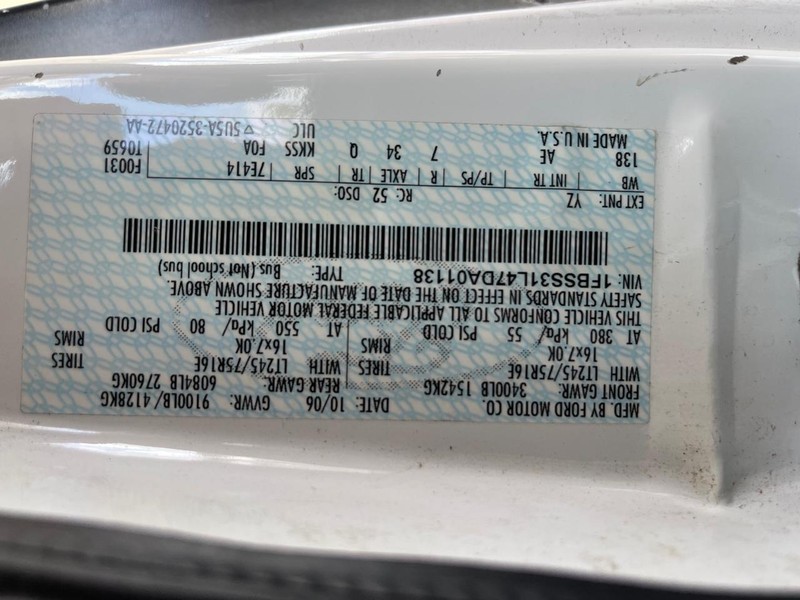 MFD. BY FORD MOTOR CO.
DATE: 10/06 GVWR: 9100LB/4128KG
FRONT GAWR: 3400LB 1542KG REAR GAWR: 6084LB 2760KG
WITH LT245/75R16E TIRES WITH LT245/75R16E TIRES
16x7.0K RIMS 16x7.0K RIMS
AT 380 kPa/ 55 PSI COLD AT 550 kPa/ 80 PSI COLD
THIS VEHICLE CONFORMS TO ALL APPLICABLE FEDERAL MOTOR VEHICLE
SAFETY STANDARDS IN EFFECT ON THE DATE OF MANUFACTURE SHOWN ABOVE.
VIN: 1FBSS31L47DA01138 TYPE: Bus (Not school bus)
EXT PNT: YZ RC: 52 DSO: F0031
WB INT TR TP/PS R AXLE TR SPR 7E414 T0659
138 AE 7 34 Q KKSS FOA
MADE IN U.S.A. ULC
5U5A-3520472-AA